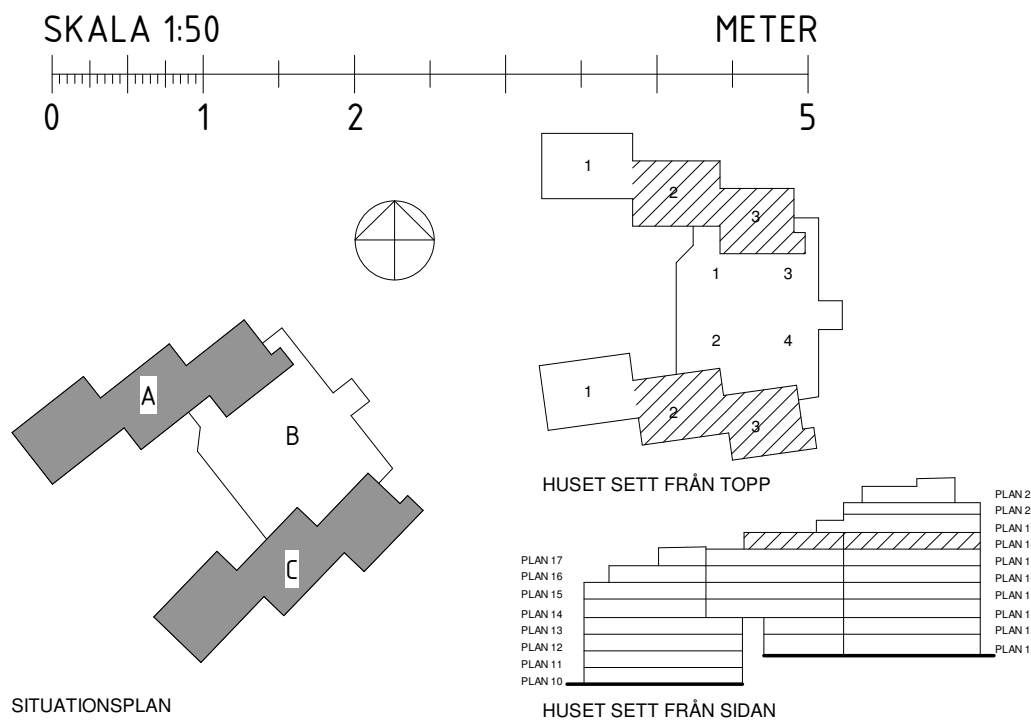 SKALA 1:50 METER
0 1 2 5
1
2
3
1 3
2 4
1
2
3
HUSET SETT FRÅN TOPP
A
B
C
SITUATIONSPLAN
PLAN 2
PLAN 2
PLAN 1
PLAN 1
PLAN 17 PLAN 1
PLAN 16 PLAN 1
PLAN 15 PLAN 1
PLAN 14 PLAN 1
PLAN 13 PLAN 1
PLAN 12 PLAN 1
PLAN 11
PLAN 10
HUSET SETT FRÅN SIDAN